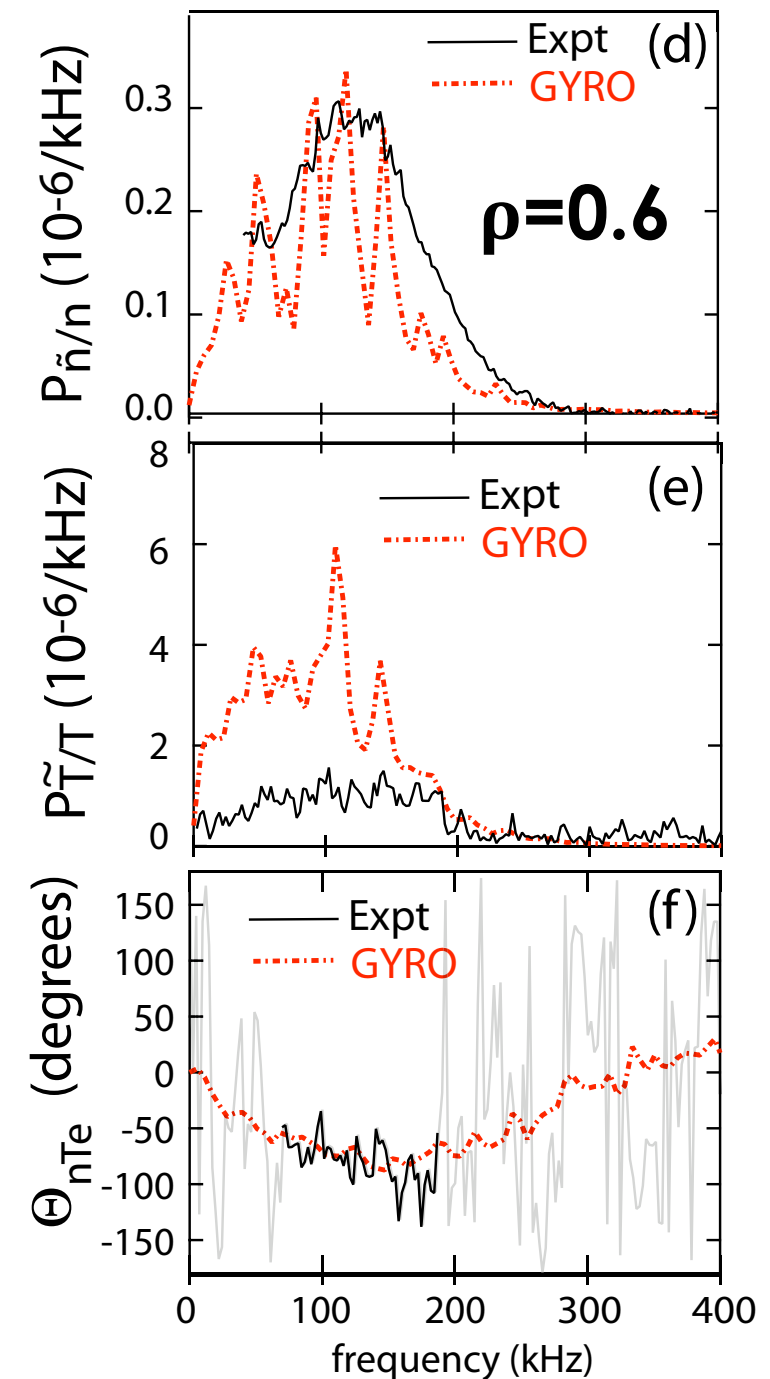 Expt (d)
GYRO
ρ=0.6
0.3
0.2
0.1
0.0
Pñ/n (10-6/kHz)
Expt (e)
GYRO
8
6
4
2
0
PT̃/T (10-6/kHz)
Expt (f)
GYRO
150
100
50
0
-50
-100
-150
ΘnTe (degrees)
0 100 200 300 400
frequency (kHz)